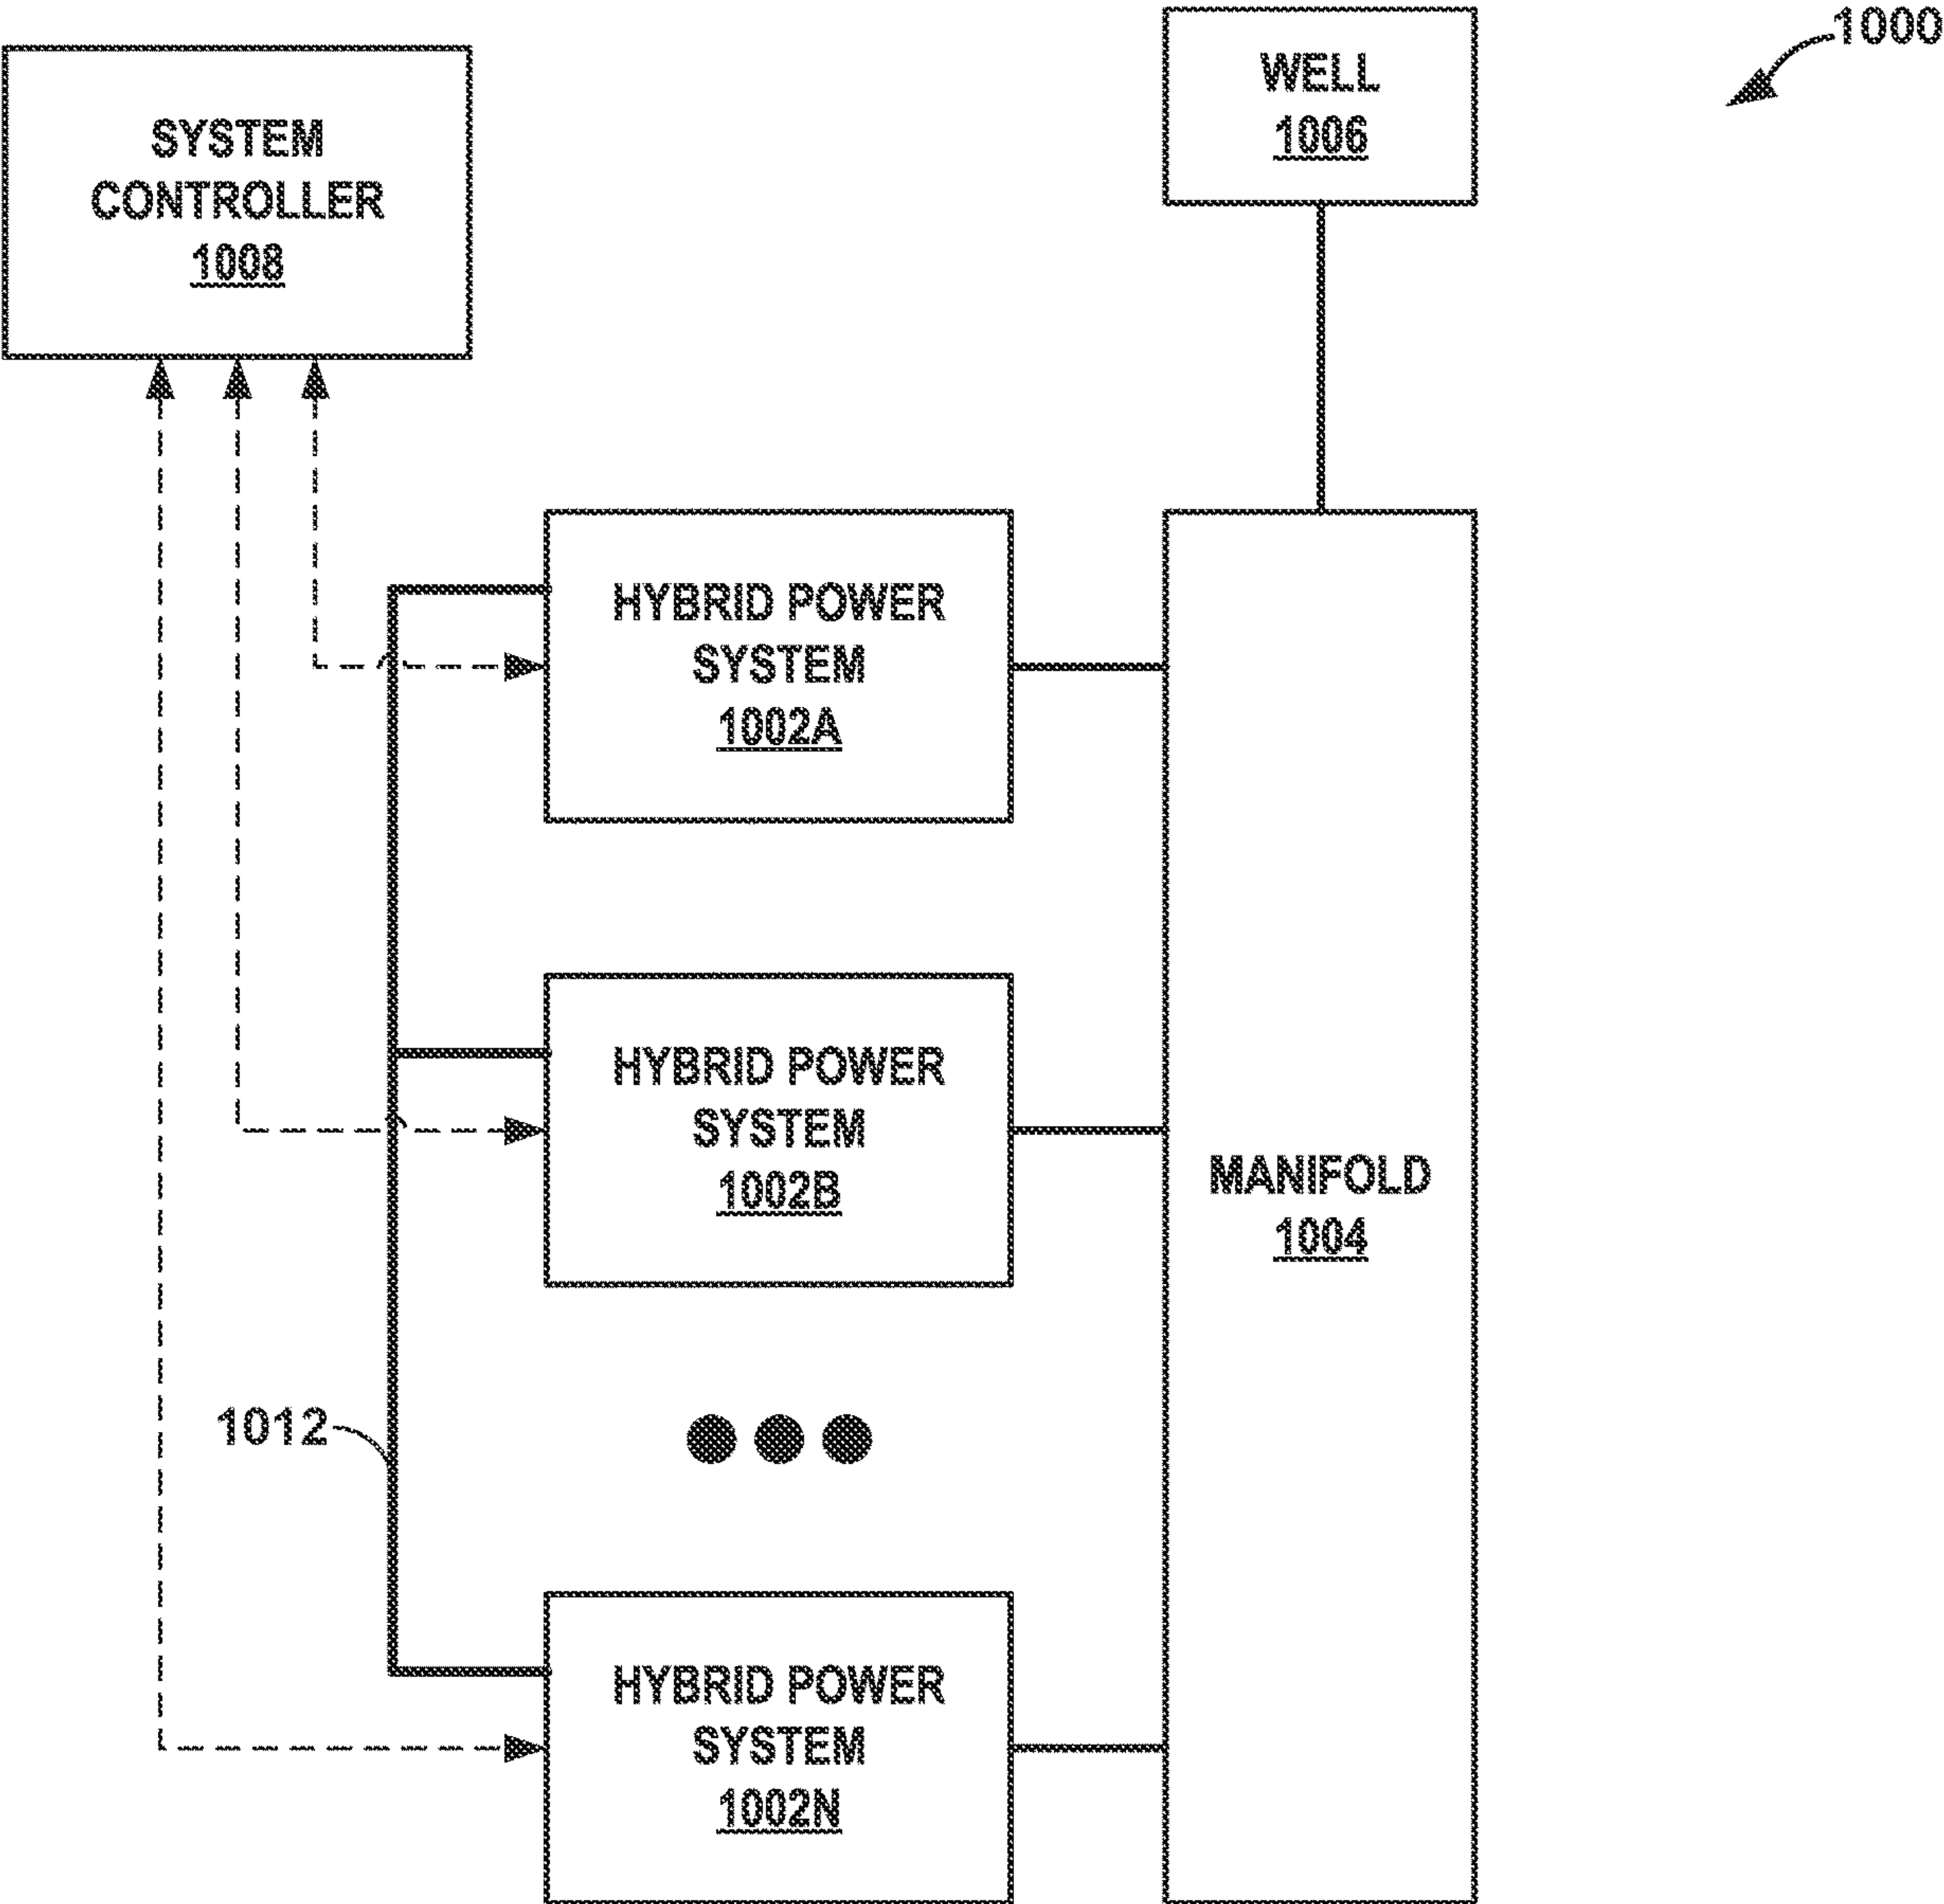 1000
WELL
1006
SYSTEM
CONTROLLER
1008
HYBRID POWER
SYSTEM
1002A
HYBRID POWER
SYSTEM
1002B
MANIFOLD
1004
1012
HYBRID POWER
SYSTEM
1002N